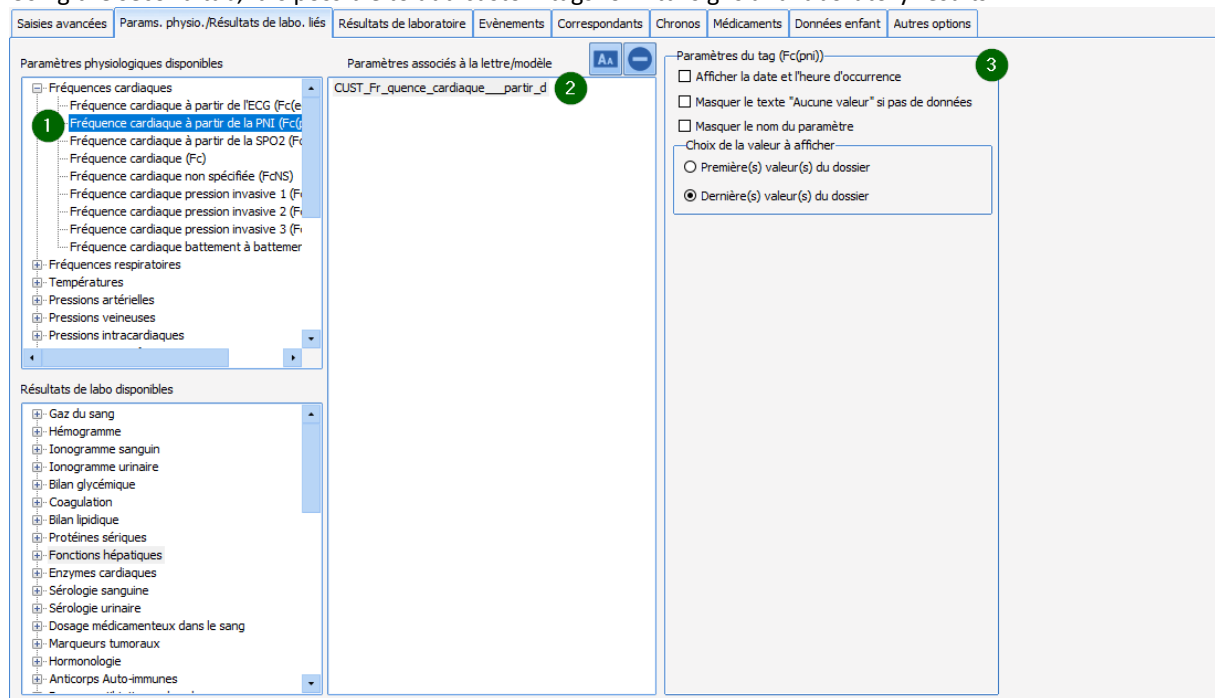 Saisies avancées
Params. physio./Résultats de labo. liés
Résultats de laboratoire
Evènements
Correspondants
Chronos
Médicaments
Données enfant
Autres options
Paramètres physiologiques disponibles
Fréquences cardiaques
Fréquence cardiaque à partir de l'ECG (Fc(e
1
Fréquence cardiaque à partir de la PNI (Fc(p
Fréquence cardiaque à partir de la SPO2 (Fc
Fréquence cardiaque (Fc)
Fréquence cardiaque non spécifiée (FcNS)
Fréquence cardiaque pression invasive 1 (F
Fréquence cardiaque pression invasive 2 (F
Fréquence cardiaque pression invasive 3 (F
Fréquence cardiaque battement à battemer
Fréquences respiratoires
Températures
Pressions artérielles
Pressions veineuses
Pressions intracardiaques
Résultats de labo disponibles
Gaz du sang
Hémogramme
Ionogramme sanguin
Ionogramme urinaire
Bilan glycémique
Coagulation
Bilan lipidique
Protéines sériques
Fonctions hépatiques
Enzymes cardiaques
Sérologie sanguine
Sérologie urinaire
Dosage médicamenteux dans le sang
Marqueurs tumoraux
Hormonologie
Anticorps Auto-immunes
Paramètres associés à la lettre/modèle
AA
CUST_Fr_quence_cardiaque___partir_d
2
Paramètres du tag (Fc(pni))
3
Afficher la date et l'heure d'occurrence
Masquer le texte "Aucune valeur" si pas de données
Masquer le nom du paramètre
Choix de la valeur à afficher
Première(s) valeur(s) du dossier
Dernière(s) valeur(s) du dossier